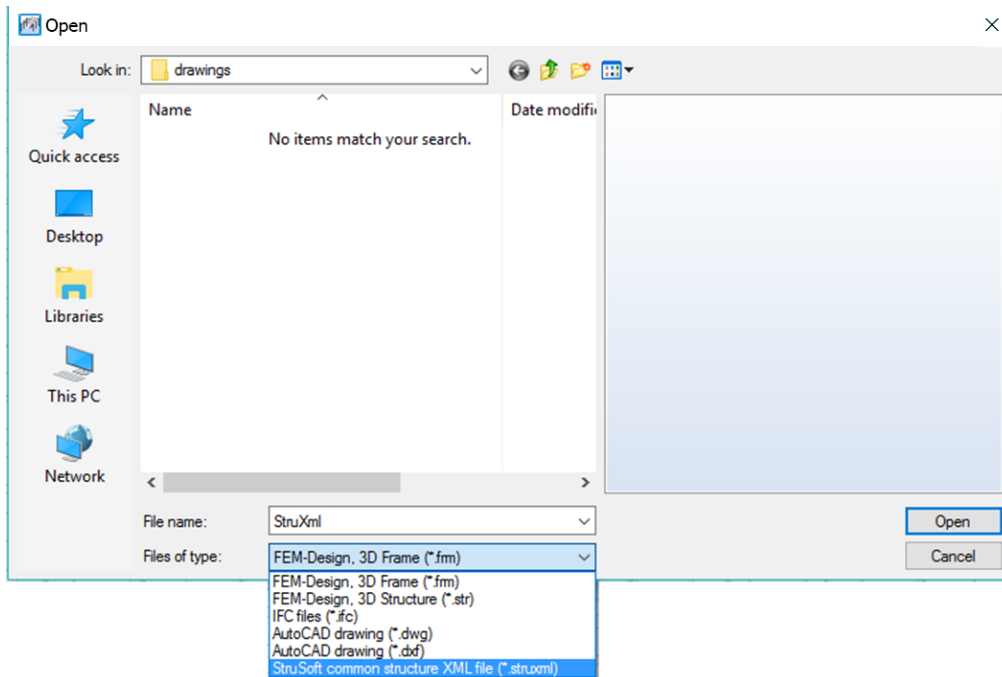 Open
Look in: drawings
Name Date modifi
No items match your search.
Quick access
Desktop
Libraries
This PC
Network
File name: StruXml Open
Files of type: FEM-Design, 3D Frame (*.frm) Cancel
FEM-Design, 3D Frame (*.frm)
FEM-Design, 3D Structure (*.str)
IFC files (*.ifc)
AutoCAD drawing (*.dwg)
AutoCAD drawing (*.dxf)
StruSoft common structure XML file (*.struxml)